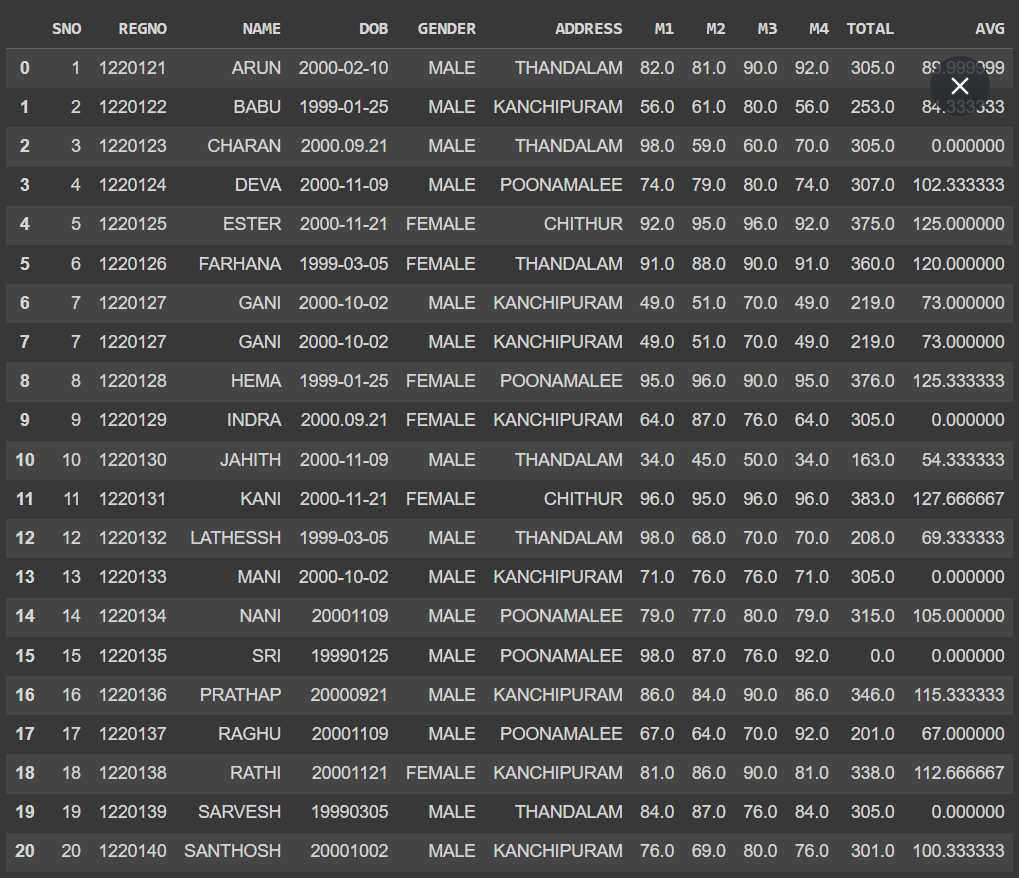 SNO REGNO NAME DOB GENDER ADDRESS M1 M2 M3 M4 TOTAL AVG
0 1 1220121 ARUN 2000-02-10 MALE THANDALAM 82.0 81.0 90.0 92.0 305.0 89.999999
1 2 1220122 BABU 1999-01-25 MALE KANCHIPURAM 56.0 61.0 80.0 56.0 253.0 84.333333
2 3 1220123 CHARAN 2000.09.21 MALE THANDALAM 98.0 59.0 60.0 70.0 305.0 0.000000
3 4 1220124 DEVA 2000-11-09 MALE POONAMALEE 74.0 79.0 80.0 74.0 307.0 102.333333
4 5 1220125 ESTER 2000-11-21 FEMALE CHITHUR 92.0 95.0 96.0 92.0 375.0 125.000000
5 6 1220126 FARHANA 1999-03-05 FEMALE THANDALAM 91.0 88.0 90.0 91.0 360.0 120.000000
6 7 1220127 GANI 2000-10-02 MALE KANCHIPURAM 49.0 51.0 70.0 49.0 219.0 73.000000
7 7 1220127 GANI 2000-10-02 MALE KANCHIPURAM 49.0 51.0 70.0 49.0 219.0 73.000000
8 8 1220128 HEMA 1999-01-25 FEMALE POONAMALEE 95.0 96.0 90.0 95.0 376.0 125.333333
9 9 1220129 INDRA 2000.09.21 FEMALE KANCHIPURAM 64.0 87.0 76.0 64.0 305.0 0.000000
10 10 1220130 JAHITH 2000-11-09 MALE THANDALAM 34.0 45.0 50.0 34.0 163.0 54.333333
11 11 1220131 KANI 2000-11-21 FEMALE CHITHUR 96.0 95.0 96.0 96.0 383.0 127.666667
12 12 1220132 LATHESSH 1999-03-05 MALE THANDALAM 98.0 68.0 70.0 70.0 208.0 69.333333
13 13 1220133 MANI 2000-10-02 MALE KANCHIPURAM 71.0 76.0 76.0 71.0 305.0 0.000000
14 14 1220134 NANI 20001109 MALE POONAMALEE 79.0 77.0 80.0 79.0 315.0 105.000000
15 15 1220135 SRI 19990125 MALE POONAMALEE 98.0 87.0 76.0 92.0 0.0 0.000000
16 16 1220136 PRATHAP 20000921 MALE KANCHIPURAM 86.0 84.0 90.0 86.0 346.0 115.333333
17 17 1220137 RAGHU 20001109 MALE POONAMALEE 67.0 64.0 70.0 92.0 201.0 67.000000
18 18 1220138 RATHI 20001121 FEMALE KANCHIPURAM 81.0 86.0 90.0 81.0 338.0 112.666667
19 19 1220139 SARVESH 19990305 MALE THANDALAM 84.0 87.0 76.0 84.0 305.0 0.000000
20 20 1220140 SANTHOSH 20001002 MALE KANCHIPURAM 76.0 69.0 80.0 76.0 301.0 100.333333